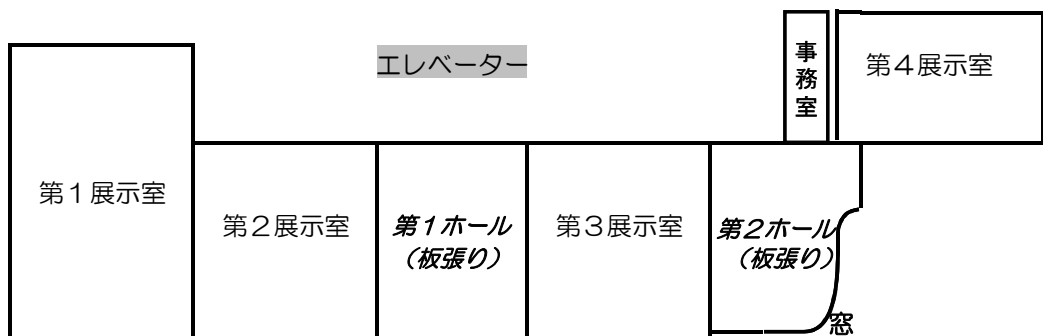 エレベーター
事務室
第4展示室
第1展示室
第2展示室
第1ホール
(板張り)
第3展示室
第2ホール
(板張り)
窓